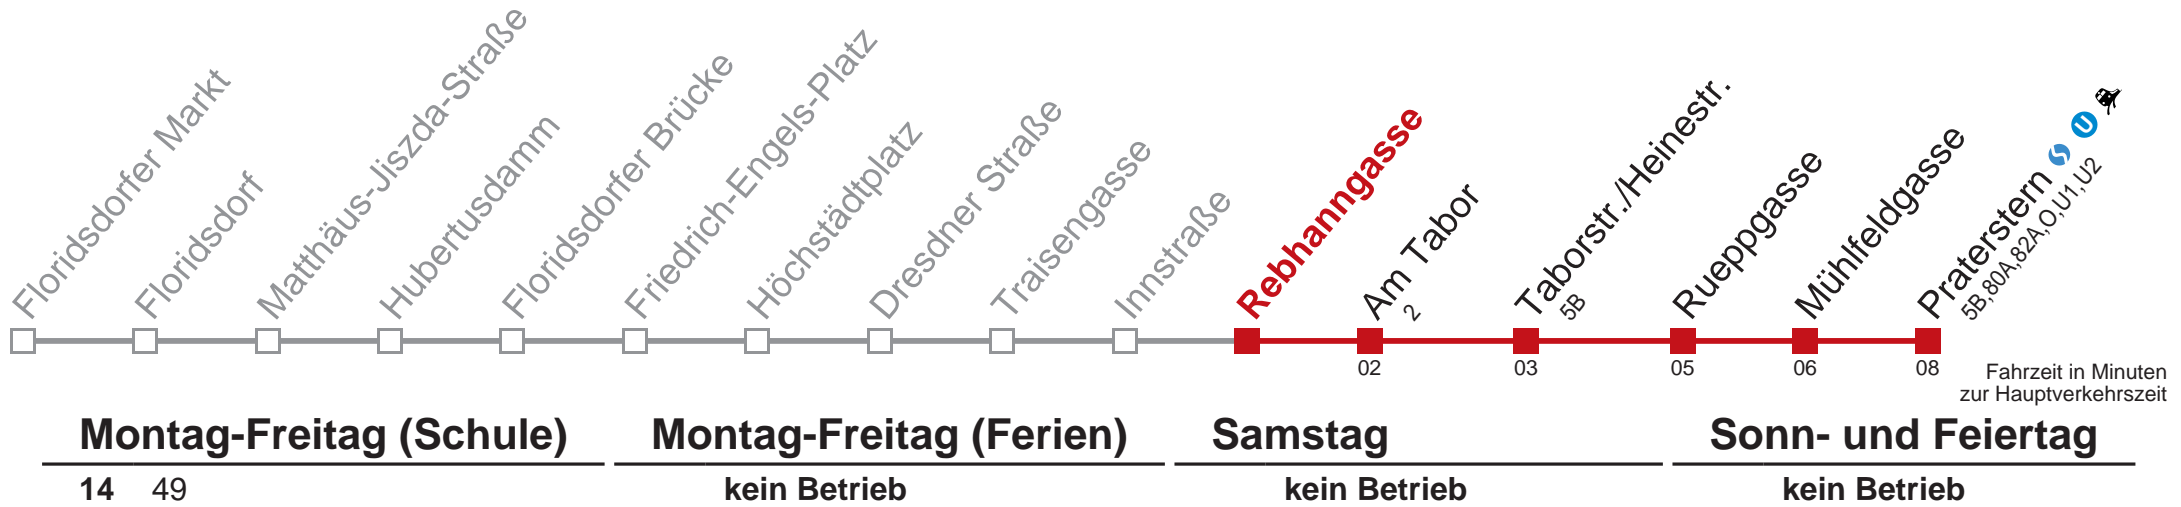 Floridsdorfer Markt
Floridsdorf
Matthäus-Jiszda-Straße
Hubertusdamm
Floridsdorfer Brücke
Friedrich-Engels-Platz
Höchstädtplatz
Dresdner Straße
Traisengasse
Innstraße
Rebhanngasse
Am Tabor
2
Taborstr./Heinestr.
5B
Rueppgasse
Mühlfeldgasse
Praterstern S U
5B,80A,82A,O,U1,U2
02 03 05 06 08
Fahrzeit in Minuten
zur Hauptverkehrszeit
Montag-Freitag (Schule) Montag-Freitag (Ferien) Samstag Sonn- und Feiertag
14 49 kein Betrieb kein Betrieb kein Betrieb